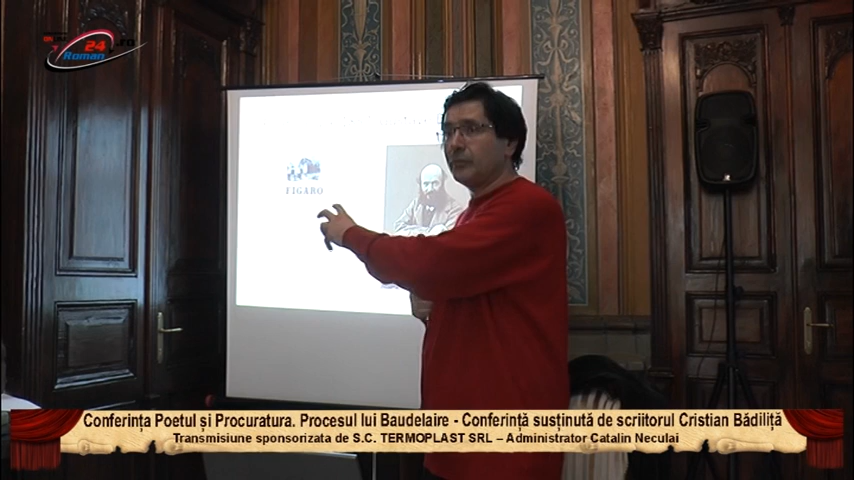 24
Roman
.ro
FIGARO
Conferința Poetul și Procuratura. Procesul lui Baudelaire - Conferință susținută de scriitorul Cristian Bădiliță
Transmisiune sponsorizata de S.C. TERMOPLAST SRL – Administrator Catalin Neculai